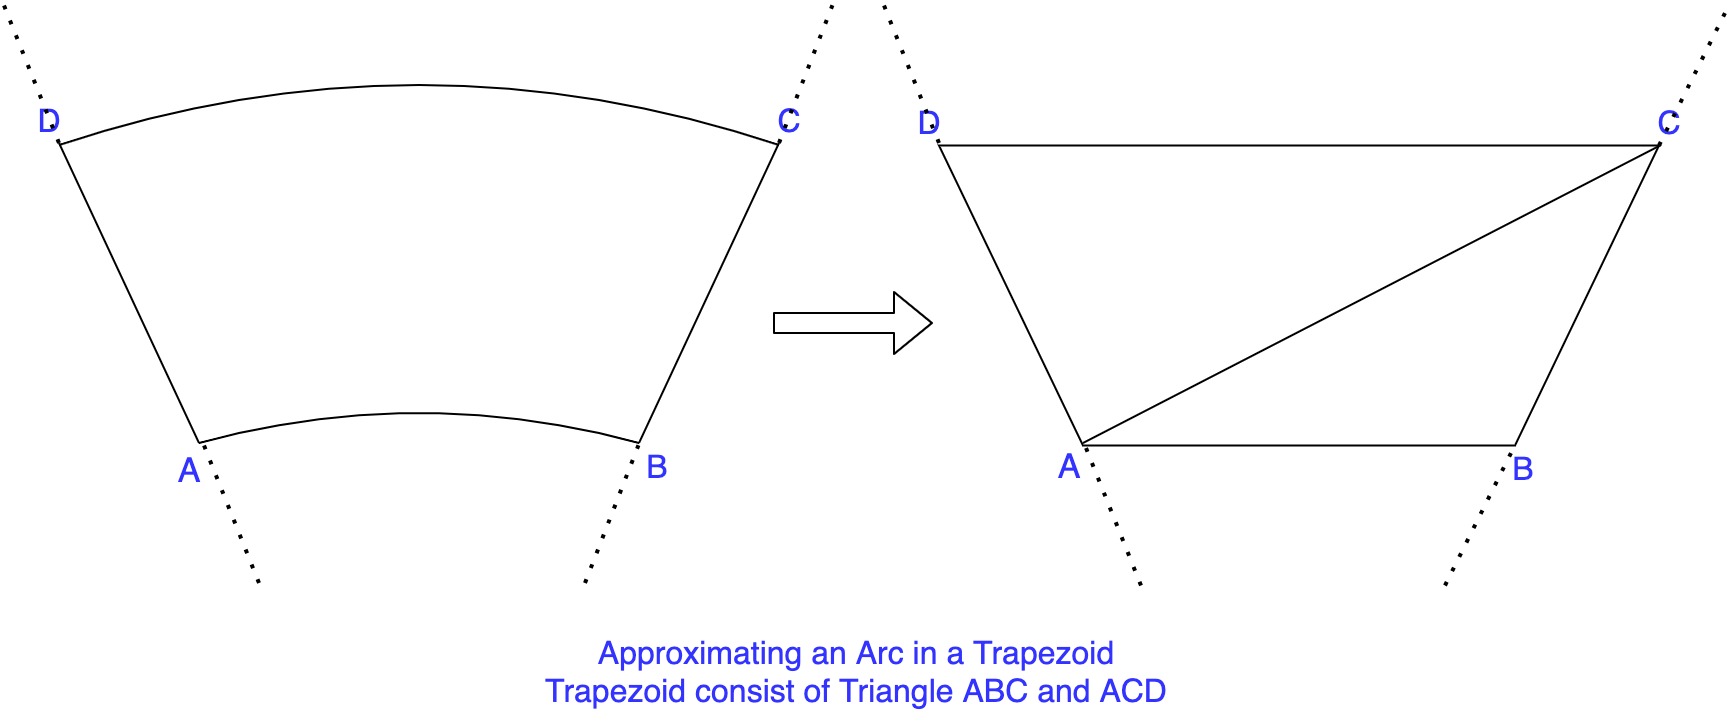 D
C
D
C
A
B
A
B
Approximating an Arc in a Trapezoid
Trapezoid consist of Triangle ABC and ACD